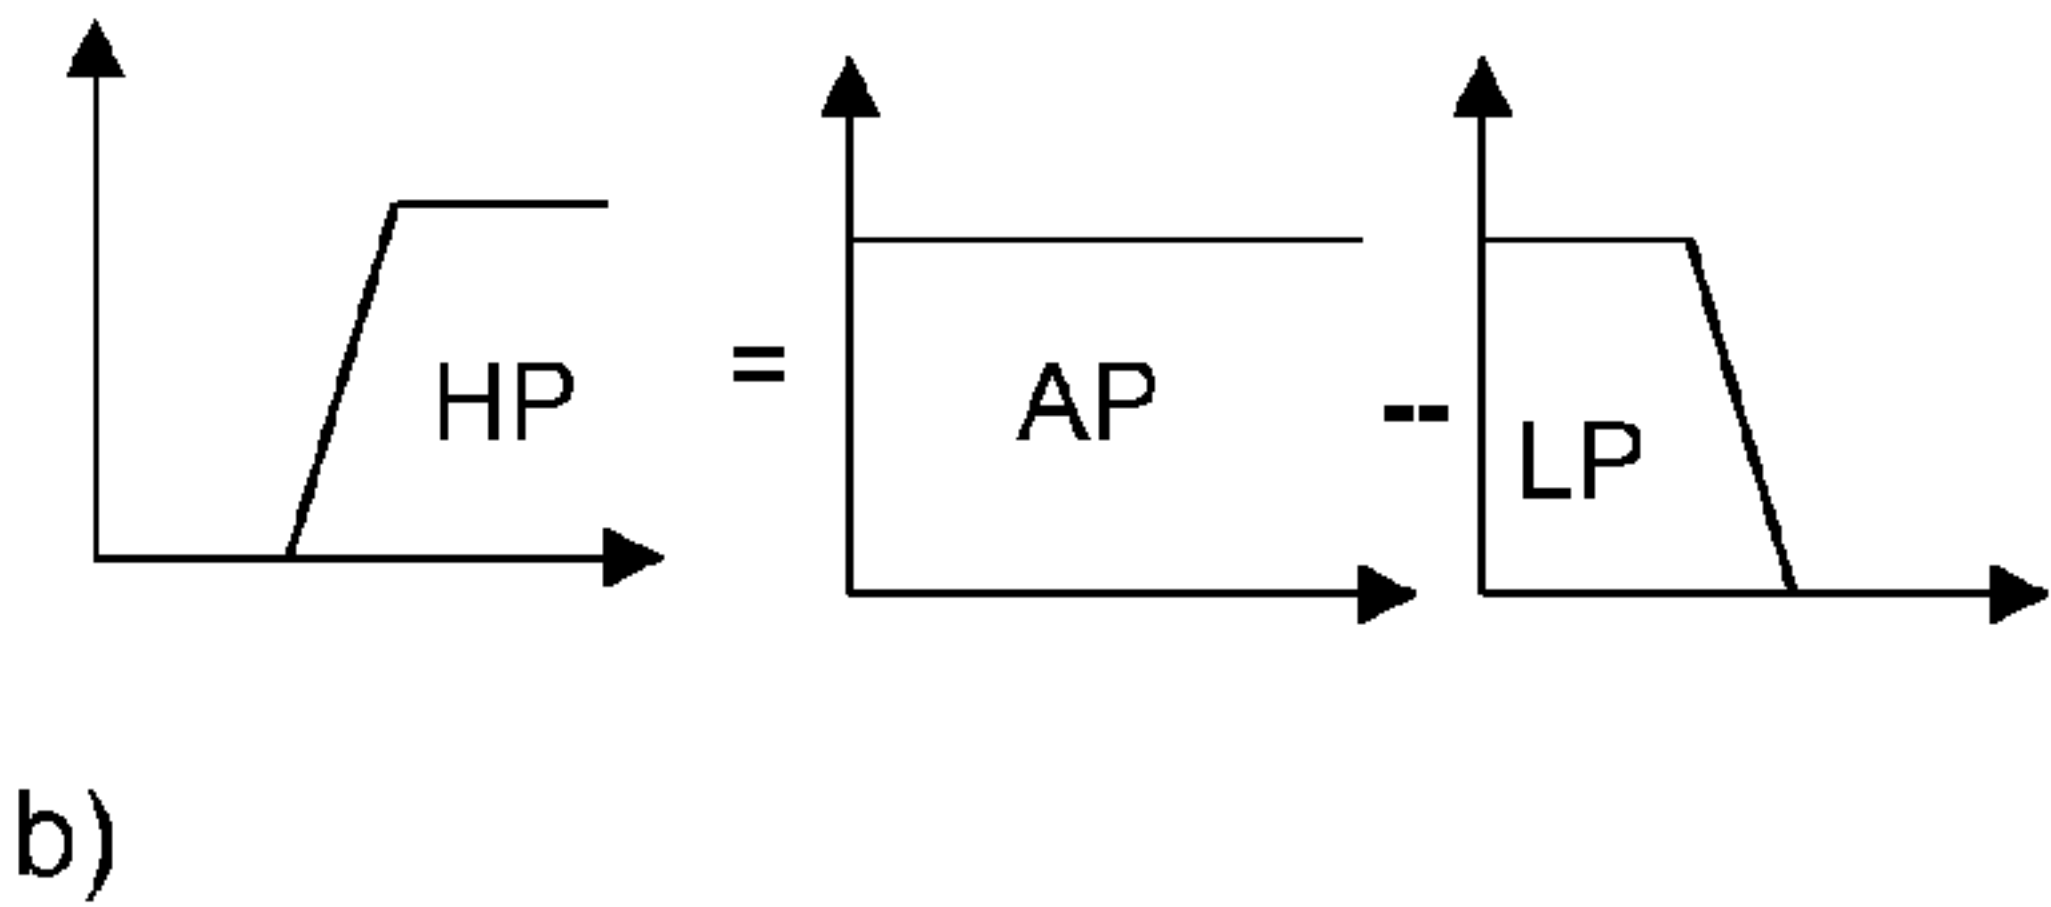 HP = AP -- LP
b)